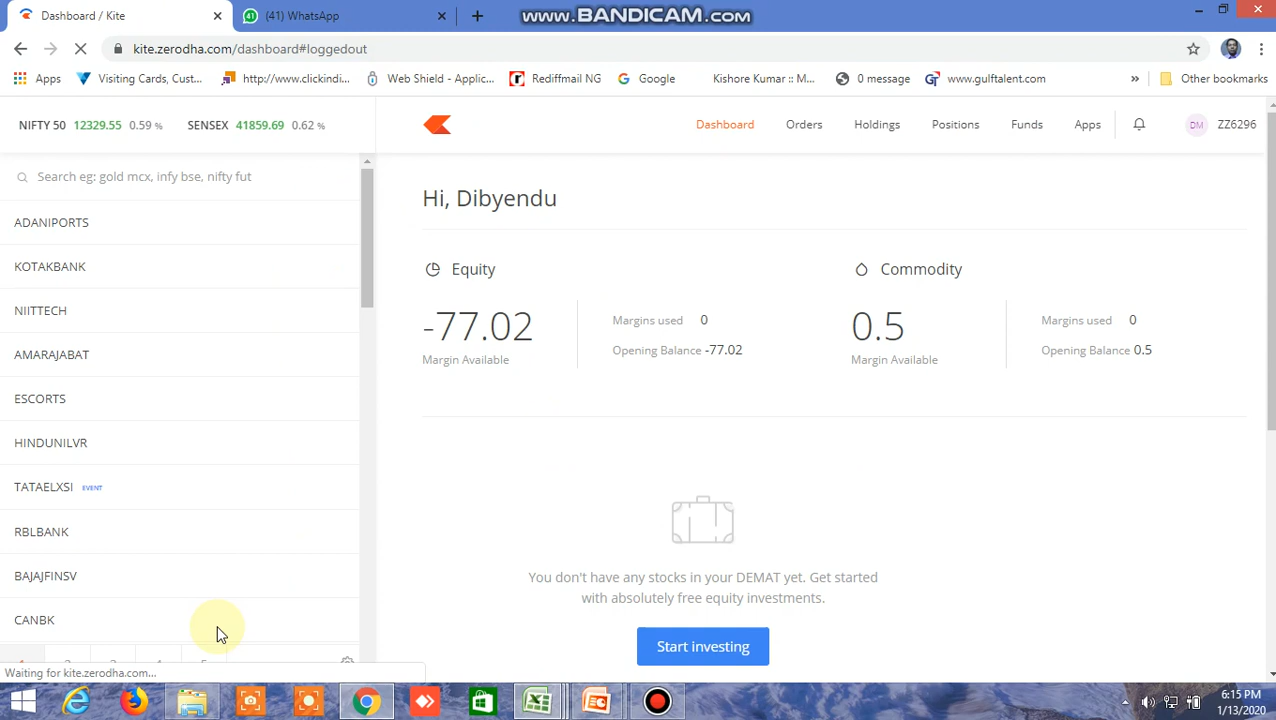 www.BANDICAM.com
Dashboard / Kite
(41) WhatsApp
kite.zerodha.com/dashboard#loggedout
Apps
Visiting Cards, Cust...
http://www.clickindi...
Web Shield - Applic...
Rediffmail NG
Google
Kishore Kumar :: M...
0 message
www.gulftalent.com
»
Other bookmarks
NIFTY 50 12329.55 0.59 %
SENSEX 41859.69 0.62 %
Dashboard
Orders
Holdings
Positions
Funds
Apps
DM
ZZ6296
Search eg: gold mcx, infy bse, nifty fut
ADANIPORTS
KOTAKBANK
NIITTECH
AMARAJABAT
ESCORTS
HINDUNILVR
TATAELXSI EVENT
RBLBANK
BAJAJFINSV
CANBK
Hi, Dibyendu
Equity
-77.02
Margin Available
Margins used 0
Opening Balance -77.02
Commodity
0.5
Margin Available
Margins used 0
Opening Balance 0.5
You don't have any stocks in your DEMAT yet. Get started
with absolutely free equity investments.
Start investing
Waiting for kite.zerodha.com...
6:15 PM
1/13/2020